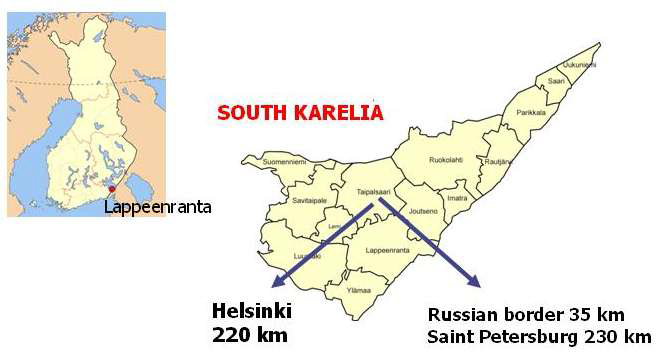 SOUTH KARELIA
Lappeenranta
Uukuniemi
Saari
Parikkala
Ruokolahti
Rautjärvi
Suomenniemi
Savitaipale
Taipalsaari
Imatra
Joutseno
Lemi
Lappeenranta
Ylämaa
Helsinki
220 km
Russian border 35 km
Saint Petersburg 230 km